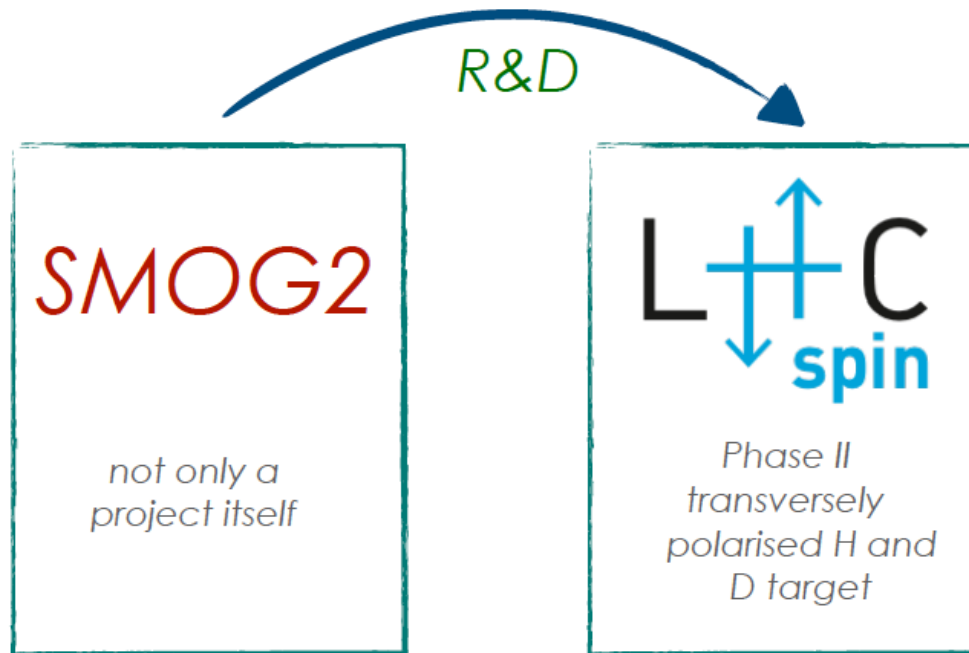 R&D
SMOG2
not only a
project itself
LHC
spin
Phase II
transversely
polarised H and
D target